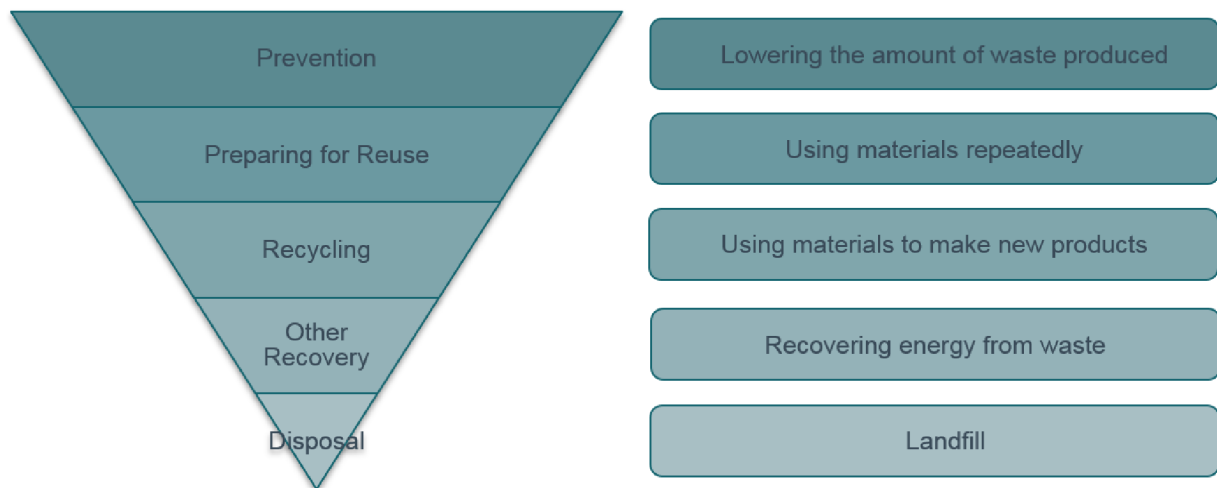 Prevention
Lowering the amount of waste produced
Preparing for Reuse
Using materials repeatedly
Recycling
Using materials to make new products
Other
Recovery
Recovering energy from waste
Disposal
Landfill